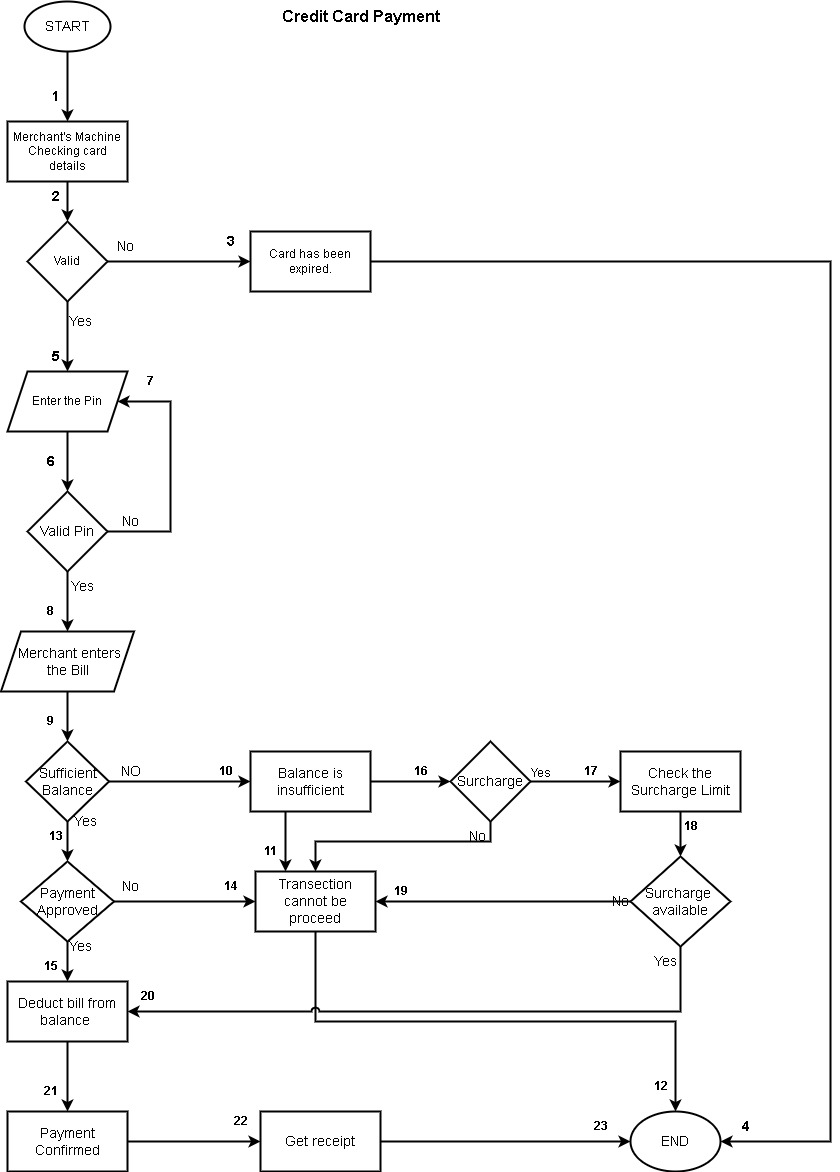 START
Credit Card Payment
1
Merchant's Machine
Checking card
details
2
Valid
No
3
Card has been
expired.
Yes
5
7
Enter the Pin
6
Valid Pin
No
Yes
8
Merchant enters
the Bill
9
Sufficient
Balance
NO
10
Balance is
insufficient
16
Surcharge
Yes
17
Check the
Surcharge Limit
Yes
13
11
No
18
Payment
Approved
No
14
Transection
cannot be
proceed
19
No
Surcharge
available
Yes
15
Yes
Deduct bill from
balance
20
21
12
Payment
Confirmed
22
Get receipt
23
END
4